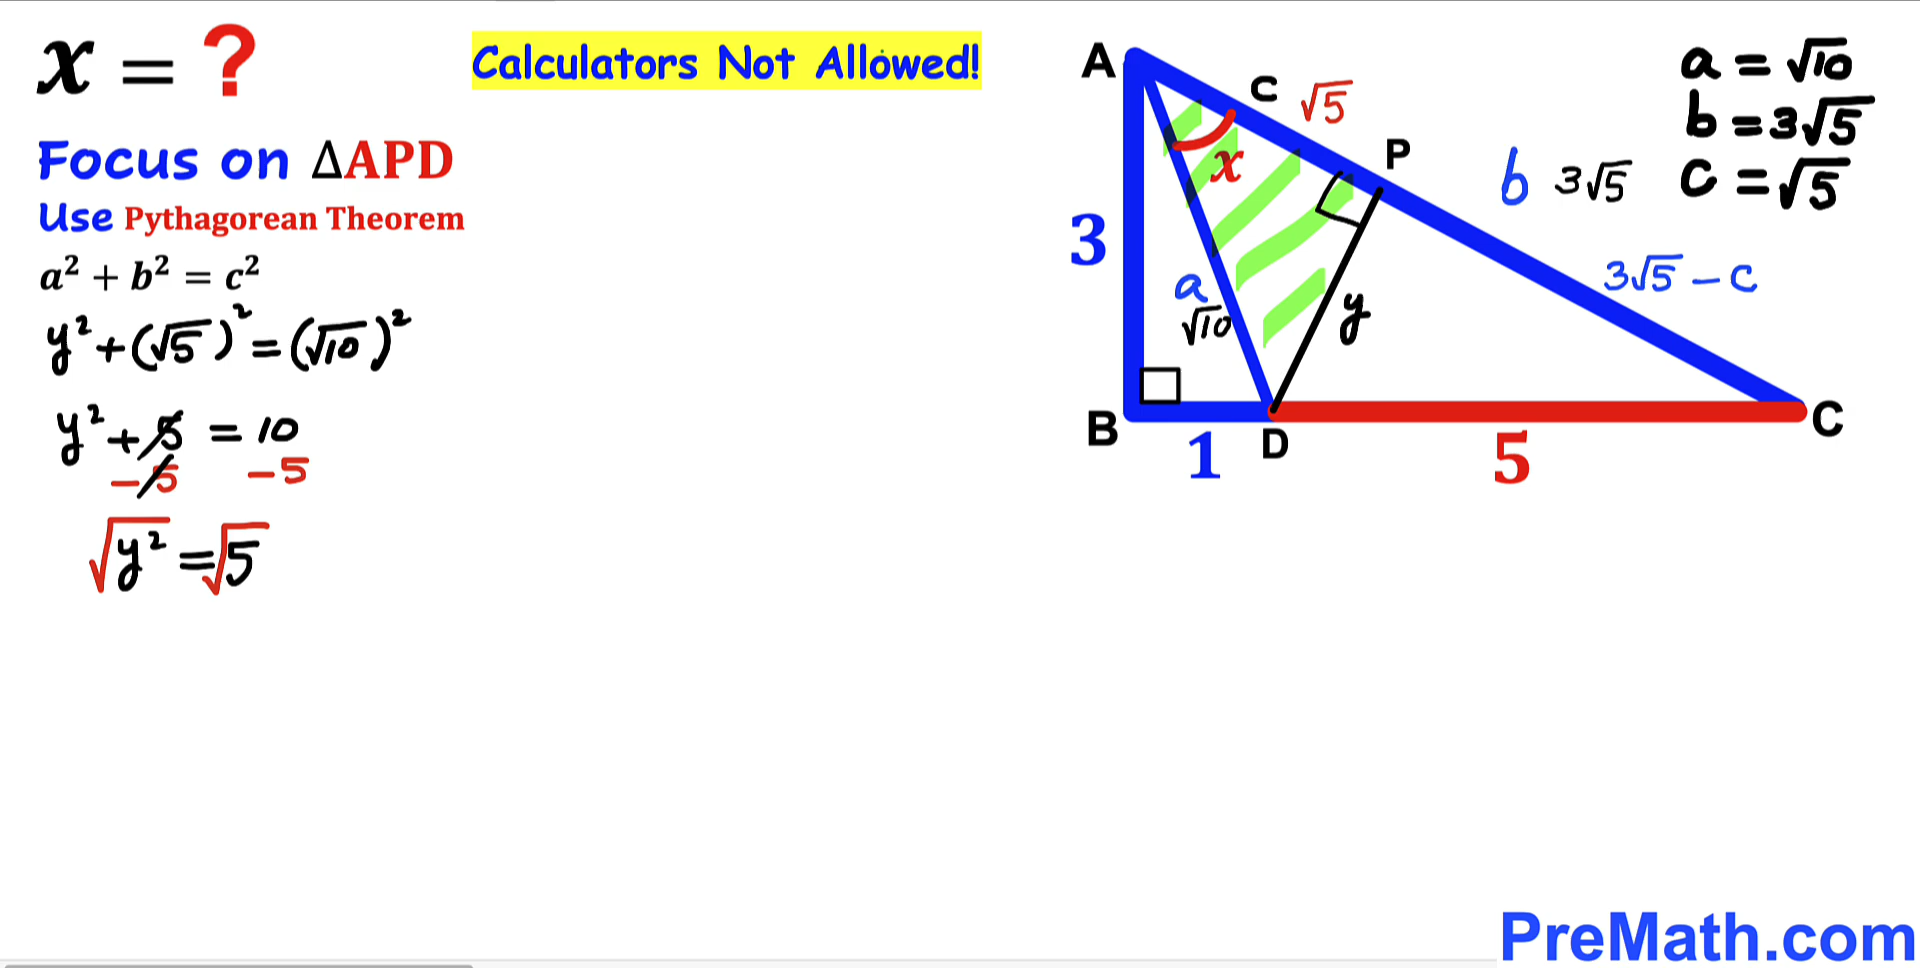 x = ?
Calculators Not Allowed!
Focus on ΔAPD
Use Pythagorean Theorem
a² + b² = c²
y² + (√5)² = (√10)²
y² + 5 = 10
−5 −5
√y² = √5
A
c √5
P
x
3
b 3√5
a = √10
b = 3√5
c = √5
3√5 − c
a
√10
y
B
1
D
5
C
PreMath.com